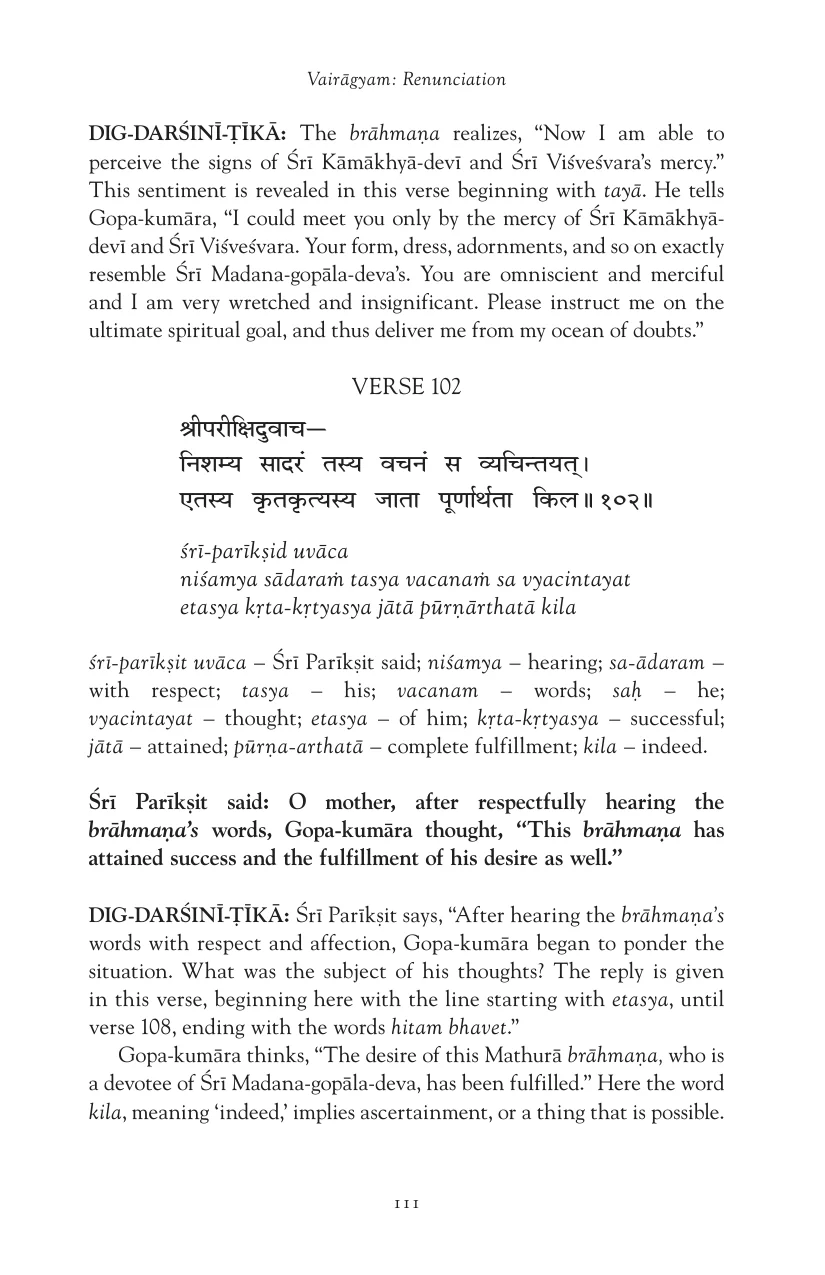 Vairāgyam: Renunciation
DIG-DARŚINĪ-ṬĪKĀ: The brāhmaṇa realizes, “Now I am able to
perceive the signs of Śrī Kāmākhyā-devī and Śrī Viśveśvara’s mercy.”
This sentiment is revealed in this verse beginning with tayā. He tells
Gopa-kumāra, “I could meet you only by the mercy of Śrī Kāmākhyā-
devī and Śrī Viśveśvara. Your form, dress, adornments, and so on exactly
resemble Śrī Madana-gopāla-deva’s. You are omniscient and merciful
and I am very wretched and insignificant. Please instruct me on the
ultimate spiritual goal, and thus deliver me from my ocean of doubts.”
VERSE 102
श्रीपरीक्षिदुवाच—
निशम्य सादरं तस्य वचनं स व्यचिन्तयत्।
एतस्य कृतकृत्यस्य जाता पूर्णार्थता किल॥ १०२॥
śrī-parīkṣid uvāca
niśamya sādaraṁ tasya vacanaṁ sa vyacintayat
etasya kṛta-kṛtyasya jātā pūrṇārthatā kila
śrī-parīkṣit uvāca – Śrī Parīkṣit said; niśamya – hearing; sa-ādaram –
with respect; tasya – his; vacanam – words; saḥ – he;
vyacintayat – thought; etasya – of him; kṛta-kṛtyasya – successful;
jātā – attained; pūrṇa-arthatā – complete fulfillment; kila – indeed.
Śrī Parīkṣit said: O mother, after respectfully hearing the
brāhmaṇa’s words, Gopa-kumāra thought, “This brāhmaṇa has
attained success and the fulfillment of his desire as well.”
DIG-DARŚINĪ-ṬĪKĀ: Śrī Parīkṣit says, “After hearing the brāhmaṇa’s
words with respect and affection, Gopa-kumāra began to ponder the
situation. What was the subject of his thoughts? The reply is given
in this verse, beginning here with the line starting with etasya, until
verse 108, ending with the words hitam bhavet.”
Gopa-kumāra thinks, “The desire of this Mathurā brāhmaṇa, who is
a devotee of Śrī Madana-gopāla-deva, has been fulfilled.” Here the word
kila, meaning ‘indeed,’ implies ascertainment, or a thing that is possible.
111